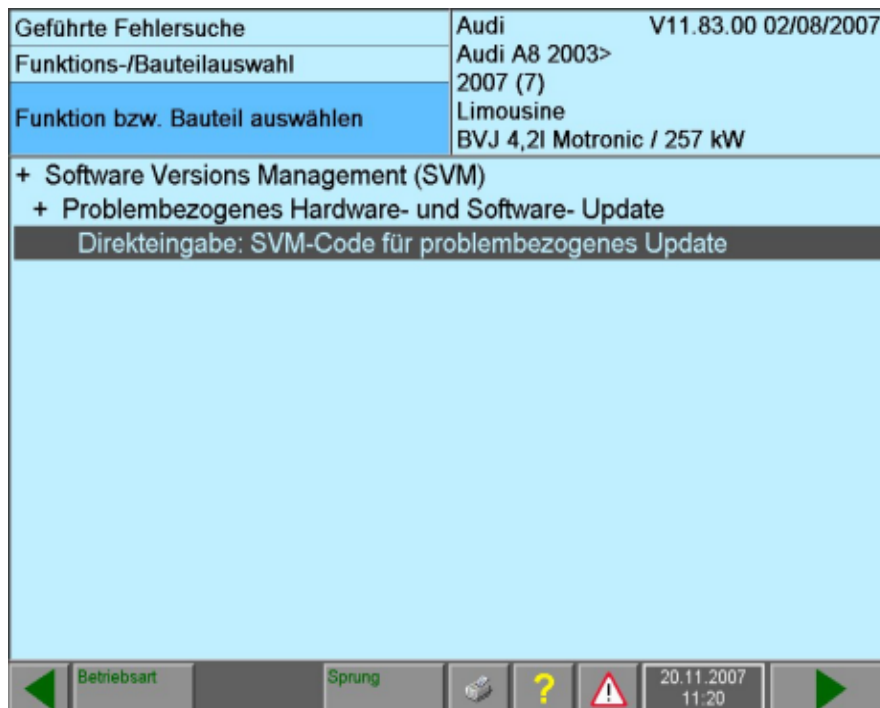 Geführte Fehlersuche
Funktions-/Bauteilauswahl
Funktion bzw. Bauteil auswählen
Audi V11.83.00 02/08/2007
Audi A8 2003>
2007 (7)
Limousine
BVJ 4,2l Motronic / 257 kW
+ Software Versions Management (SVM)
+ Problembezogenes Hardware- und Software- Update
Direkteingabe: SVM-Code für problembezogenes Update
Betriebsart
Sprung
?
20.11.2007
11:20